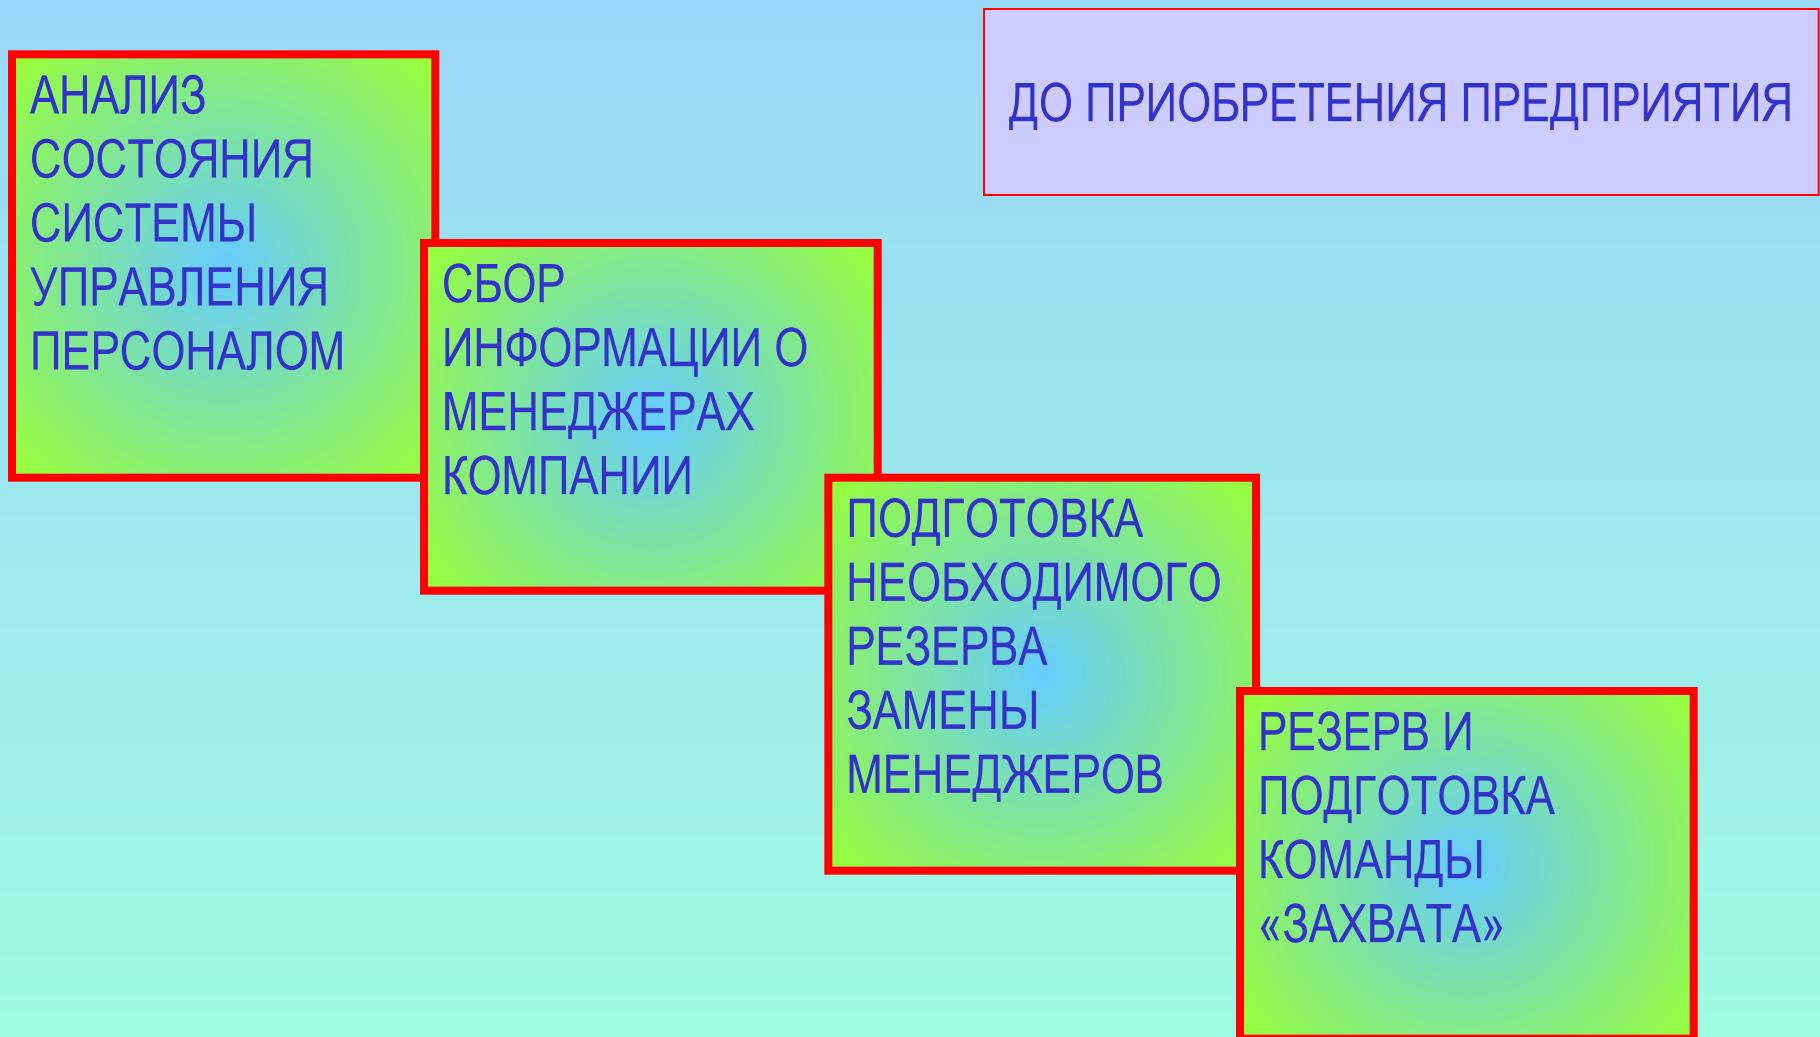 ДО ПРИОБРЕТЕНИЯ ПРЕДПРИЯТИЯ
АНАЛИЗ
СОСТОЯНИЯ
СИСТЕМЫ
УПРАВЛЕНИЯ
ПЕРСОНАЛОМ
СБОР
ИНФОРМАЦИИ О
МЕНЕДЖЕРАХ
КОМПАНИИ
ПОДГОТОВКА
НЕОБХОДИМОГО
РЕЗЕРВА
ЗАМЕНЫ
МЕНЕДЖЕРОВ
РЕЗЕРВ И
ПОДГОТОВКА
КОМАНДЫ
«ЗАХВАТА»